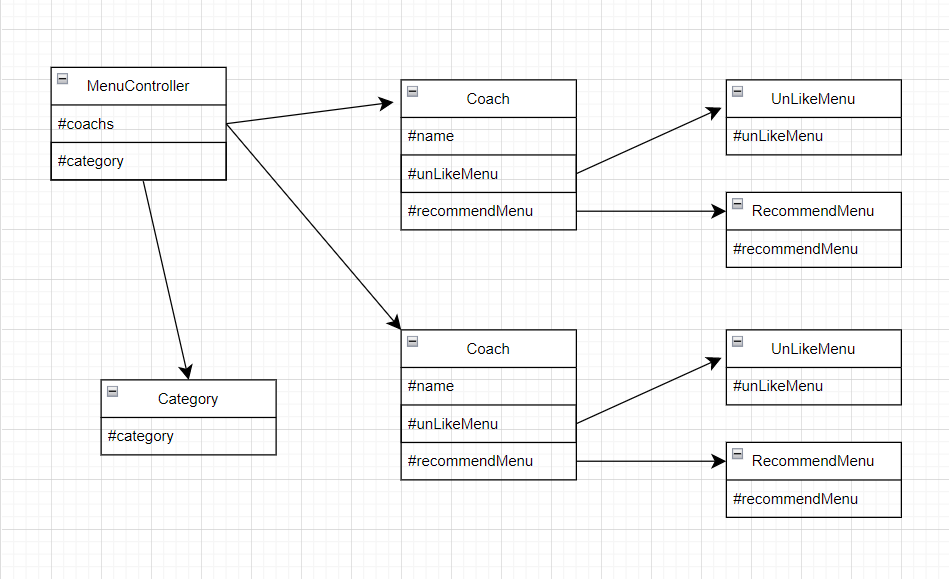 MenuController
#coachs
#category
Coach
#name
#unLikeMenu
#recommendMenu
UnLikeMenu
#unLikeMenu
RecommendMenu
#recommendMenu
Category
#category
Coach
#name
#unLikeMenu
#recommendMenu
UnLikeMenu
#unLikeMenu
RecommendMenu
#recommendMenu